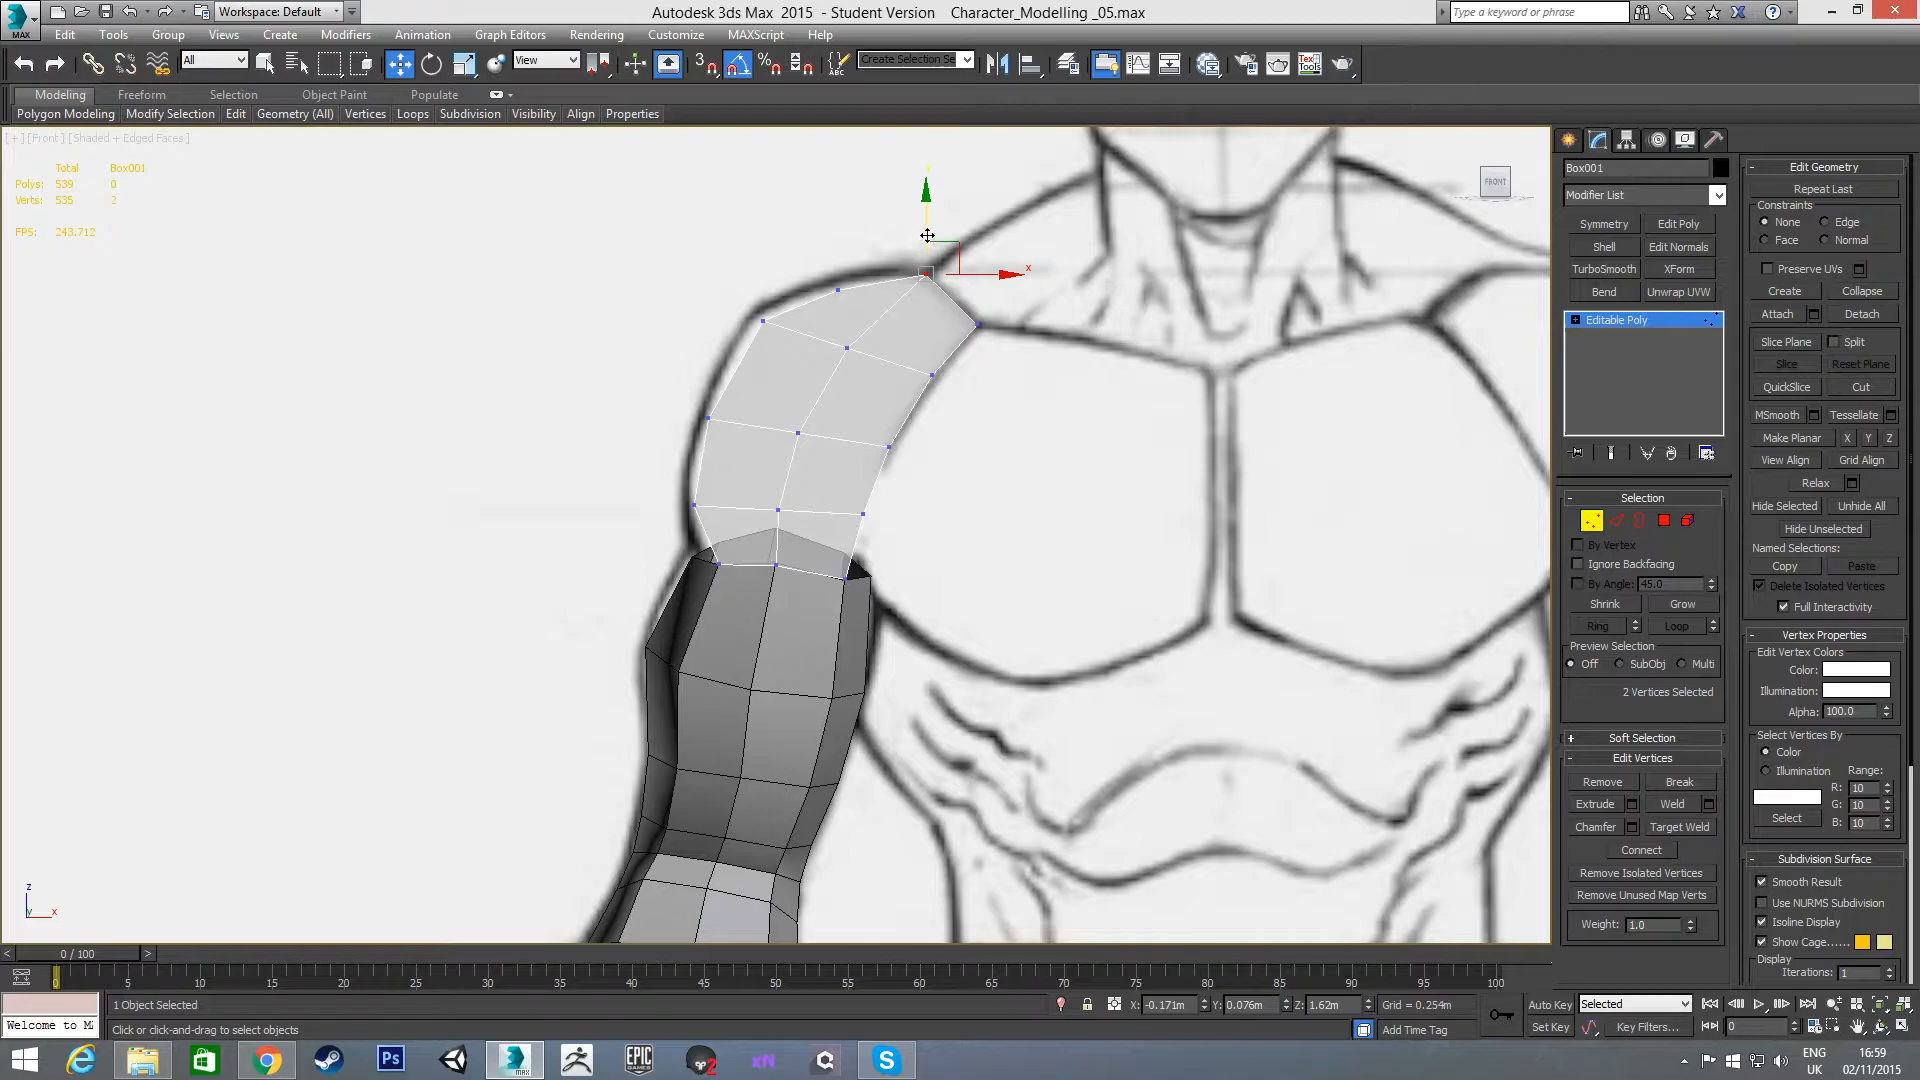 Workspace: Default
Autodesk 3ds Max 2015 - Student Version Character_Modelling _05.max
Type a keyword or phrase
MAX
Edit Tools Group Views Create Modifiers Animation Graph Editors Rendering Customize MAXScript Help
All
View
3
Create Selection Se
Modeling Freeform Selection Object Paint Populate
Polygon Modeling Modify Selection Edit Geometry (All) Vertices Loops Subdivision Visibility Align Properties
[+] [Front] [Shaded + Edged Faces]
Total Box001
Polys: 539 0
Verts: 535 2
FPS: 243.712
FRONT
x
z
y x
Box001
Modifier List
Symmetry Edit Poly
Shell Edit Normals
TurboSmooth XForm
Bend Unwrap UVW
Editable Poly
Selection
By Vertex
Ignore Backfacing
By Angle: 45.0
Shrink Grow
Ring Loop
Preview Selection
Off SubObj Multi
2 Vertices Selected
Soft Selection
Edit Vertices
Remove Break
Extrude Weld
Chamfer Target Weld
Connect
Remove Isolated Vertices
Remove Unused Map Verts
Weight: 1.0
Edit Geometry
Repeat Last
Constraints
None Edge
Face Normal
Preserve UVs
Create Collapse
Attach Detach
Slice Plane Split
Slice Reset Plane
QuickSlice Cut
MSmooth Tessellate
Make Planar X Y Z
View Align Grid Align
Relax
Hide Selected Unhide All
Hide Unselected
Named Selections:
Copy Paste
Delete Isolated Vertices
Full Interactivity
Vertex Properties
Edit Vertex Colors
Color:
Illumination:
Alpha: 100.0
Select Vertices By
Color
Illumination Range:
R: 10
G: 10
B: 10
Select
Subdivision Surface
Smooth Result
Use NURMS Subdivision
Isoline Display
Show Cage......
Display
Iterations: 1
0 / 100
0 5 10 15 20 25 30 35 40 45 50 55 60 65 70 75 80 85 90 95 100
1 Object Selected
X: -0.171m Y: 0.076m Z: 1.62m Grid = 0.254m
Auto Key Selected
Welcome to M
Click or click-and-drag to select objects
Add Time Tag
Set Key Key Filters... 0
Ps
MAX
EPIC GAMES
2
xN
S
ENG
UK
16:59
02/11/2015